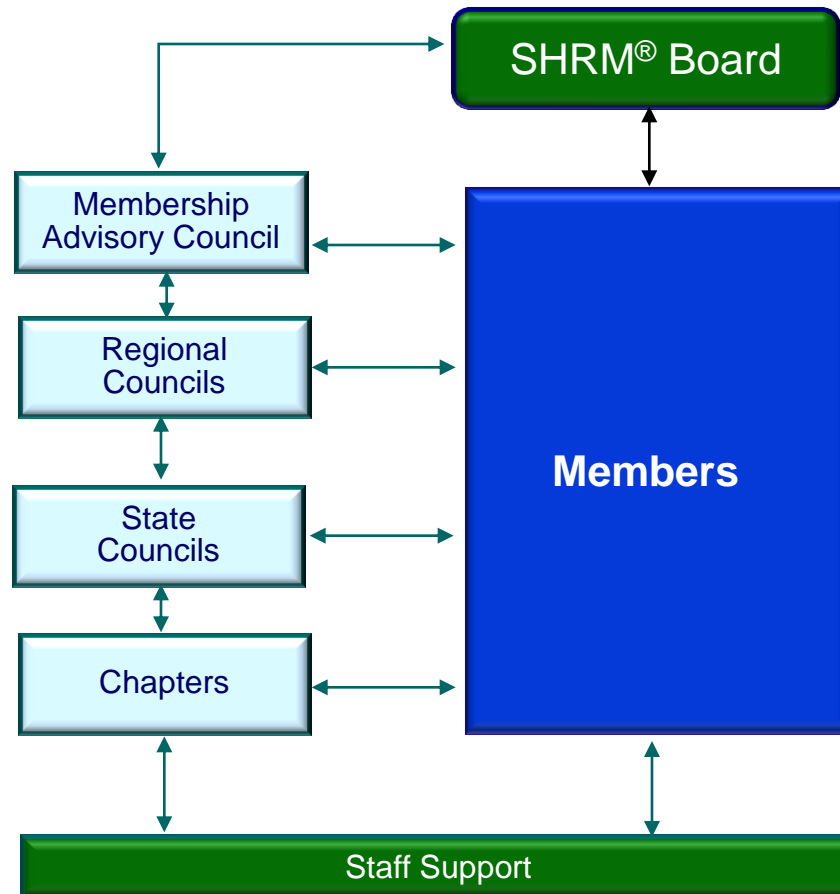 SHRM® Board
Membership
Advisory Council
Regional
Councils
State
Councils
Chapters
Members
Staff Support